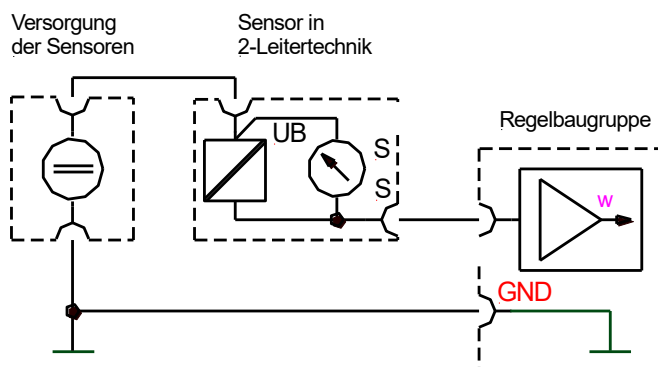 Versorgung
der Sensoren
Sensor in
2-Leitertechnik
Regelbaugruppe
UB
S
S
w
GND